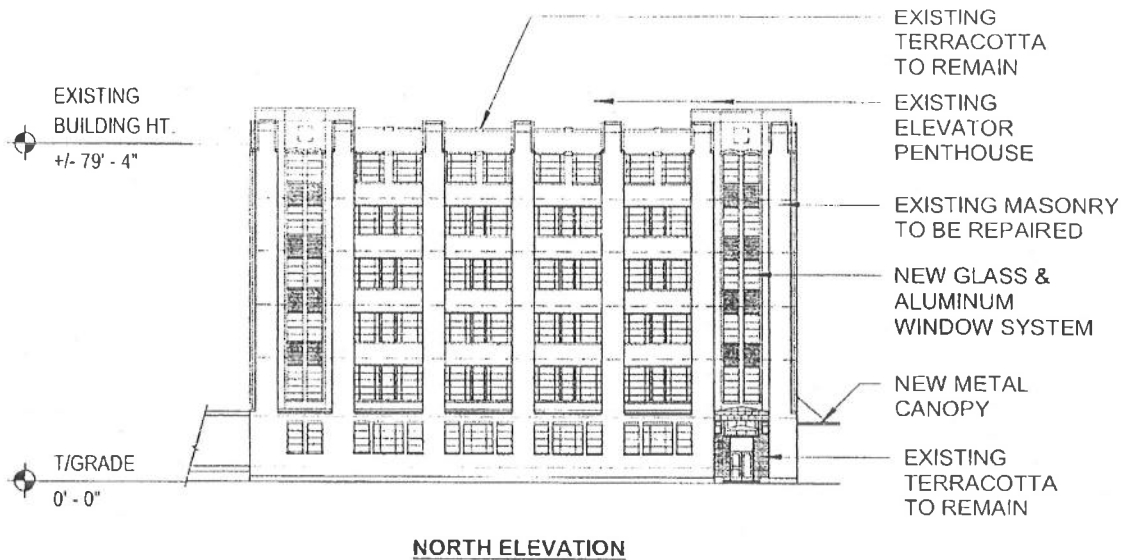 EXISTING
TERRACOTTA
TO REMAIN
EXISTING
BUILDING HT.
+/- 79' - 4"
EXISTING
ELEVATOR
PENTHOUSE
EXISTING MASONRY
TO BE REPAIRED
NEW GLASS &
ALUMINUM
WINDOW SYSTEM
NEW METAL
CANOPY
T/GRADE
0' - 0"
EXISTING
TERRACOTTA
TO REMAIN
NORTH ELEVATION